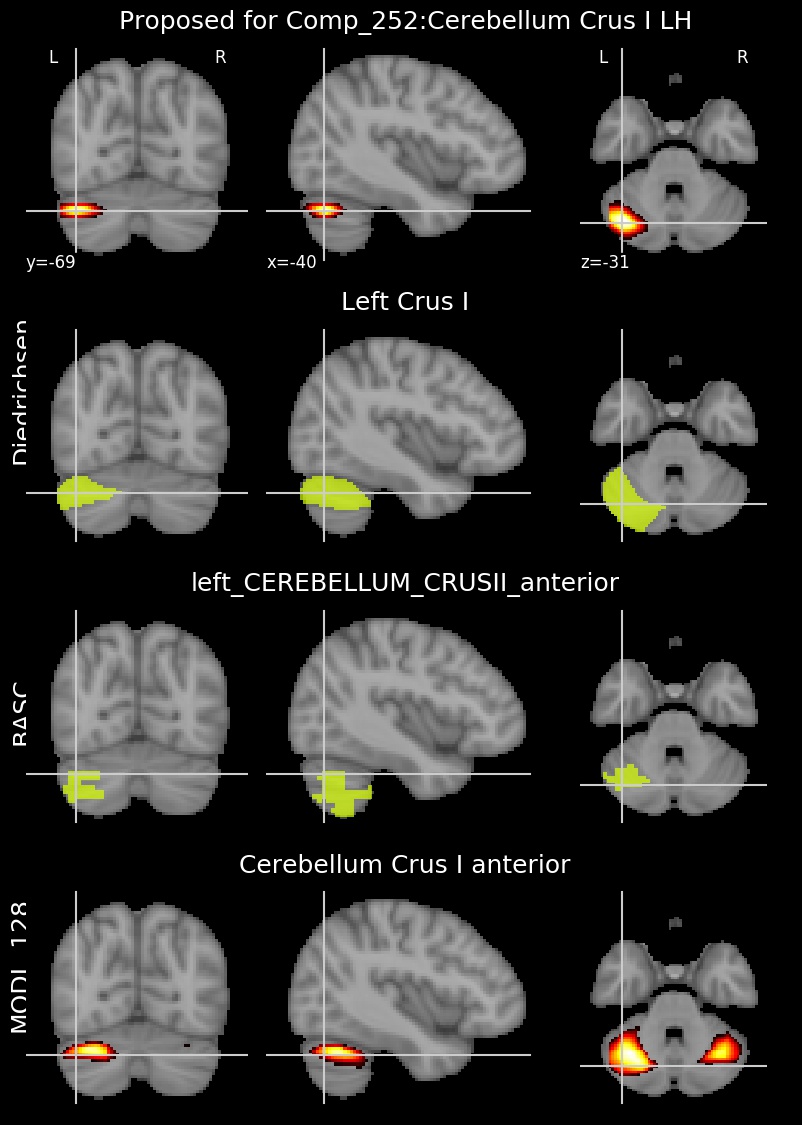 Proposed for Comp_252:Cerebellum Crus I LH
L R L R
y=-69 x=-40 z=-31
Left Crus I
Diedrichsen
left_CEREBELLUM_CRUSII_anterior
BASC
Cerebellum Crus I anterior
MODL 128